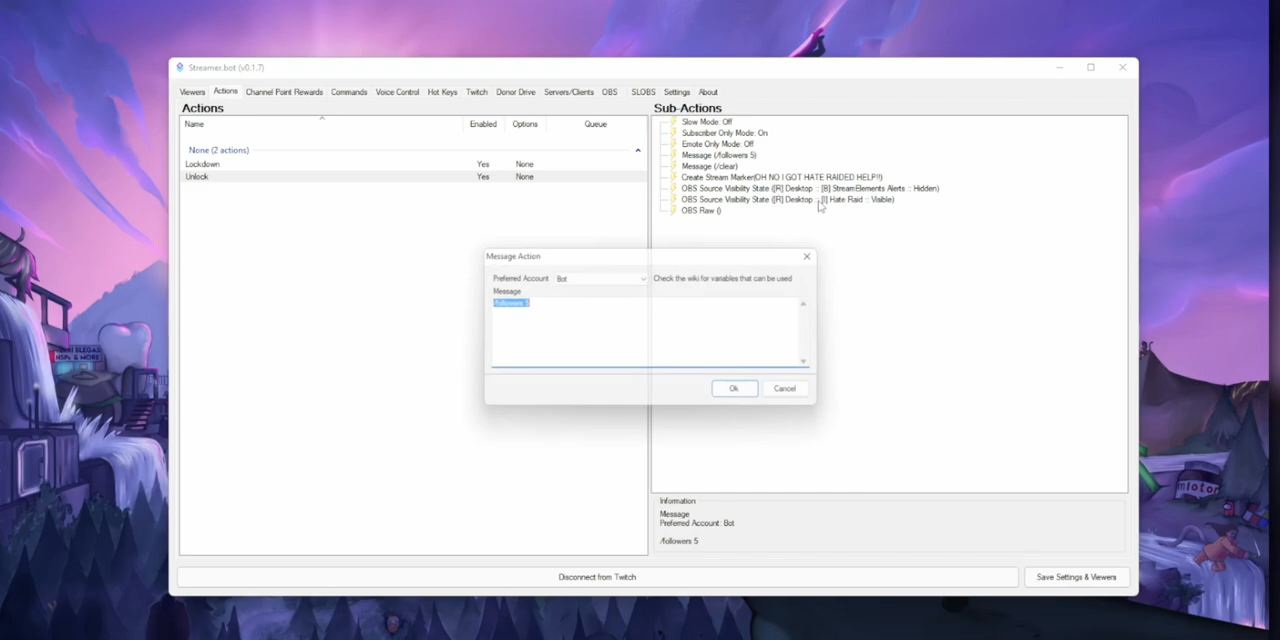 Streamer.bot (v0.1.7)
Viewers Actions Channel Point Rewards Commands Voice Control Hot Keys Twitch Donor Drive Servers/Clients OBS SLOBS Settings About
Actions
Name Enabled Options Queue
None (2 actions)
Lockdown Yes None
Unlock Yes None
Sub-Actions
Slow Mode: Off
Subscriber Only Mode: On
Emote Only Mode: Off
Message (/followers 5)
Message (/clear)
Create Stream Marker(OH NO I GOT HATE RAIDED HELP!!)
OBS Source Visibility State ([R] Desktop :: [B] StreamElements Alerts :: Hidden)
OBS Source Visibility State ([R] Desktop :: [I] Hate Raid :: Visible)
OBS Raw ()
Message Action
Preferred Account Bot Check the wiki for variables that can be used
Message
/followers 5
Ok Cancel
Information
Message
Preferred Account: Bot
/followers 5
Disconnect from Twitch Save Settings & Viewers
& MORE